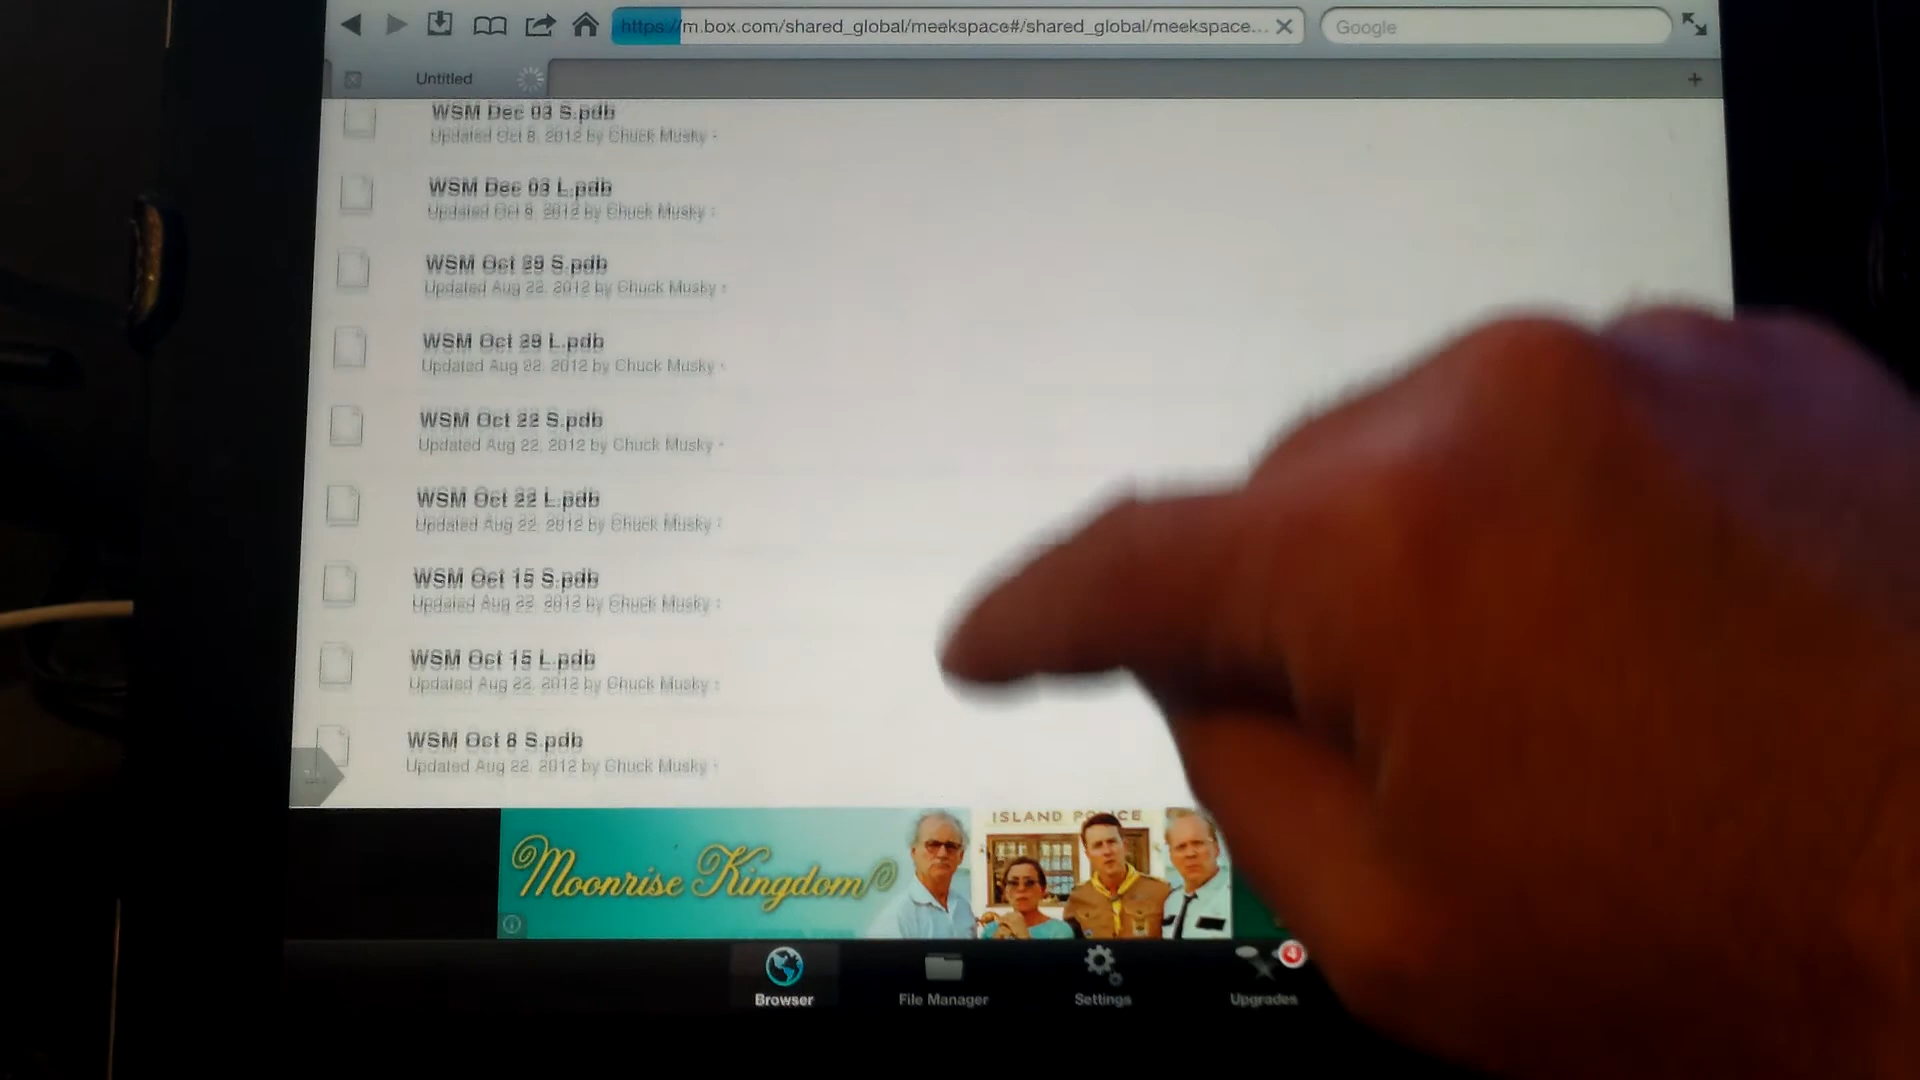 https://m.box.com/shared_global/meekspace#/shared_global/meekspace...
Google
Untitled
WSM Dec 03 S.pdb
Updated Oct 8, 2012 by Chuck Musky
WSM Dec 03 L.pdb
Updated Oct 9, 2012 by Chuck Musky
WSM Oct 29 S.pdb
Updated Aug 22, 2012 by Chuck Musky
WSM Oct 29 L.pdb
Updated Aug 22, 2012 by Chuck Musky
WSM Oct 22 S.pdb
Updated Aug 22, 2012 by Chuck Musky
WSM Oct 22 L.pdb
Updated Aug 22, 2012 by Chuck Musky
WSM Oct 15 S.pdb
Updated Aug 22, 2012 by Chuck Musky
WSM Oct 15 L.pdb
Updated Aug 22, 2012 by Chuck Musky
WSM Oct 8 S.pdb
Updated Aug 22, 2012 by Chuck Musky
Moonrise Kingdom
ISLAND POLICE
Browser
File Manager
Settings
Upgrades
4